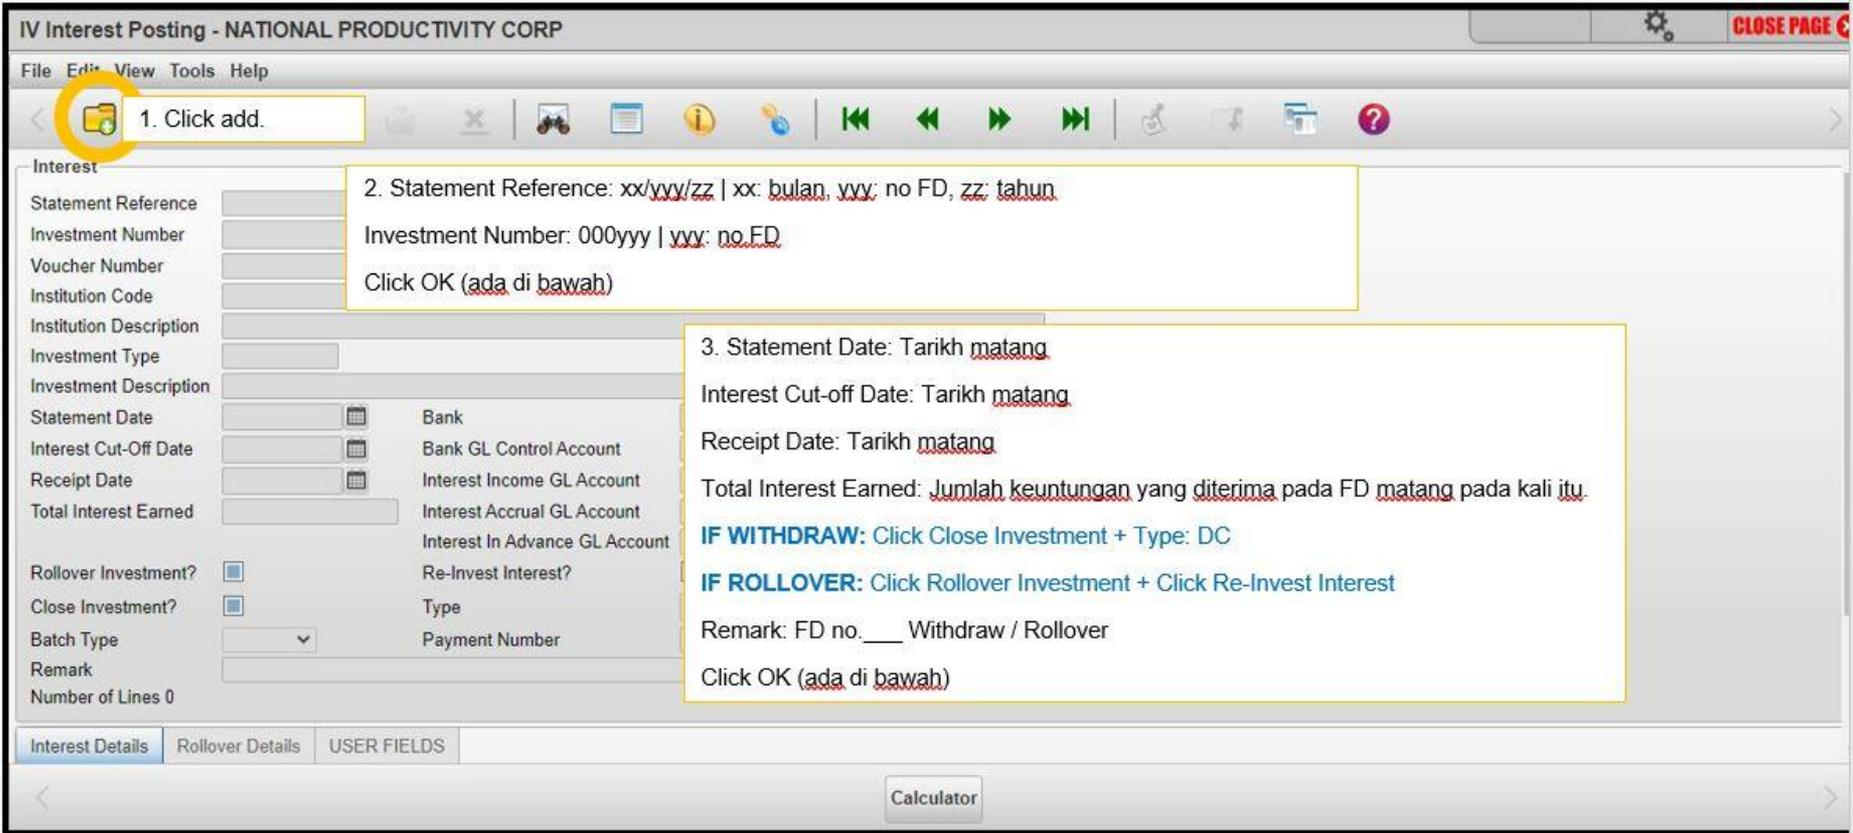 IV Interest Posting - NATIONAL PRODUCTIVITY CORP
CLOSE PAGE
File Edit View Tools Help
1. Click add.
Interest
Statement Reference
Investment Number
Voucher Number
Institution Code
Institution Description
Investment Type
Investment Description
2. Statement Reference: xx/yyy/zz | xx: bulan, yyy: no FD, zz: tahun
Investment Number: 000yyy | yyy: no FD
Click OK (ada di bawah)
Statement Date
Interest Cut-Off Date
Receipt Date
Total Interest Earned
Bank
Bank GL Control Account
Interest Income GL Account
Interest Accrual GL Account
Interest In Advance GL Account
Rollover Investment?
Re-Invest Interest?
Close Investment?
Type
Batch Type
Payment Number
Remark
Number of Lines 0
3. Statement Date: Tarikh matang
Interest Cut-off Date: Tarikh matang
Receipt Date: Tarikh matang
Total Interest Earned: Jumlah keuntungan yang diterima pada FD matang pada kali itu.
IF WITHDRAW: Click Close Investment + Type: DC
IF ROLLOVER: Click Rollover Investment + Click Re-Invest Interest
Remark: FD no.___ Withdraw / Rollover
Click OK (ada di bawah)
Interest Details
Rollover Details
USER FIELDS
Calculator